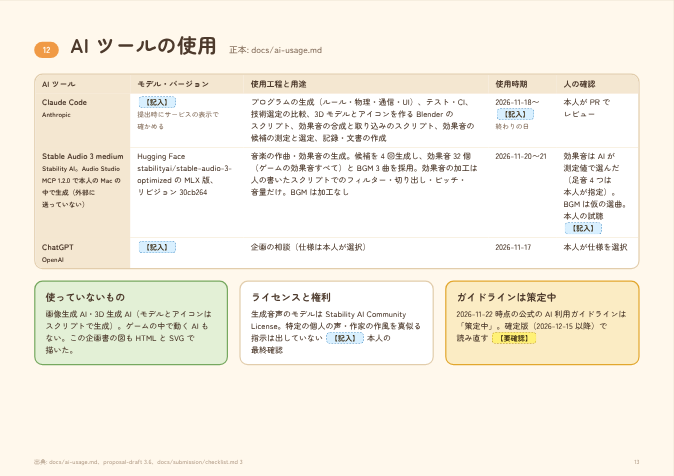 12 AI ツールの使用 正本: docs/ai-usage.md
AI ツール モデル・バージョン 使用工程と用途 使用時期 人の確認
Claude Code
Anthropic
【記入】
提出時にサービスの表示で
確かめる
プログラムの生成（ルール・物理・通信・UI）、テスト・CI、
技術選定の比較、3D モデルとアイコンを作る Blender の
スクリプト、効果音の合成と取り込みのスクリプト、効果音の
候補の測定と選定、記録・文書の作成
2026-11-18〜
【記入】
終わりの日
本人が PR で
レビュー
Stable Audio 3 medium
Stability AI、Audio Studio
MCP 1.2.0 で本人の Mac の
中で生成（外部に
送っていない）
Hugging Face
stabilityai/stable-audio-3-
optimized の MLX 版、
リビジョン 30cb264
音楽の作曲・効果音の生成。候補を 4 回生成し、効果音 32 個
（ゲームの効果音すべて）と BGM 3 曲を採用。効果音の加工は
人の書いたスクリプトでのフィルター・切り出し・ピッチ・
音量だけ。BGM は加工なし
2026-11-20〜21
効果音は AI が
測定値で選んだ
（足音 4 つは
本人が指定）。
BGM は仮の選曲。
本人の試聴
【記入】
ChatGPT
OpenAI
【記入】
企画の相談（仕様は本人が選択）
2026-11-17
本人が仕様を選択
使っていないもの
画像生成 AI・3D 生成 AI（モデルとアイコンは
スクリプトで生成）。ゲームの中で動く AI も
ない。この企画書の図も HTML と SVG で
描いた。
ライセンスと権利
生成音声のモデルは Stability AI Community
License。特定の個人の声・作家の作風を真似る
指示は出していない 【記入】 本人の
最終確認
ガイドラインは策定中
2026-11-22 時点の公式の AI 利用ガイドラインは
「策定中」。確定版（2026-12-15 以降）で
読み直す 【要確認】
出典: docs/ai-usage.md、proposal-draft 3.6、docs/submission/checklist.md 3
13